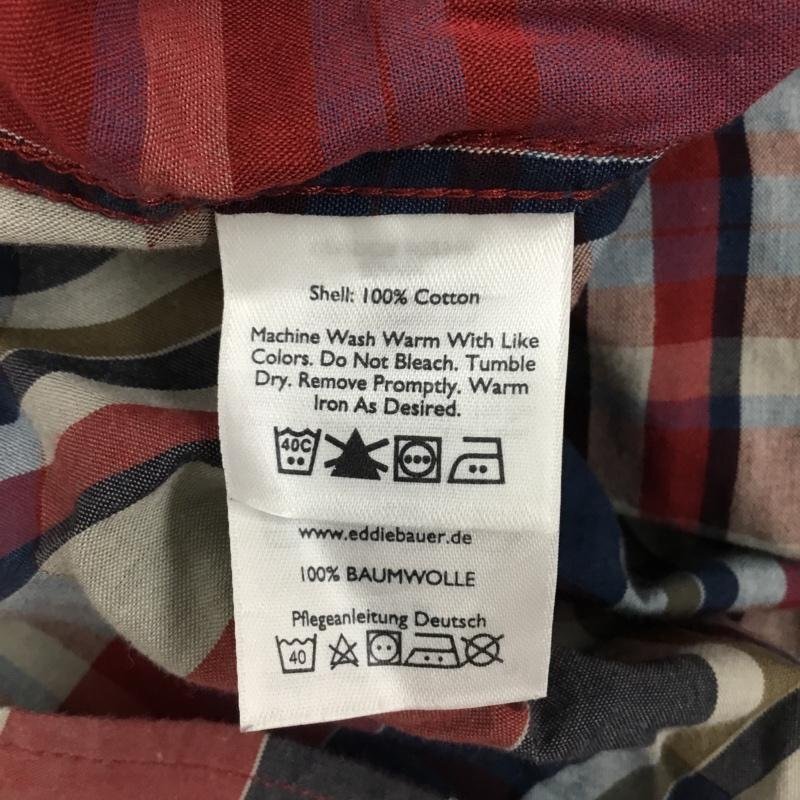 Shell: 100% Cotton
Machine Wash Warm With Like
Colors. Do Not Bleach. Tumble
Dry. Remove Promptly. Warm
Iron As Desired.
40C
www.eddiebauer.de
100% BAUMWOLLE
Pflegeanleitung Deutsch
40